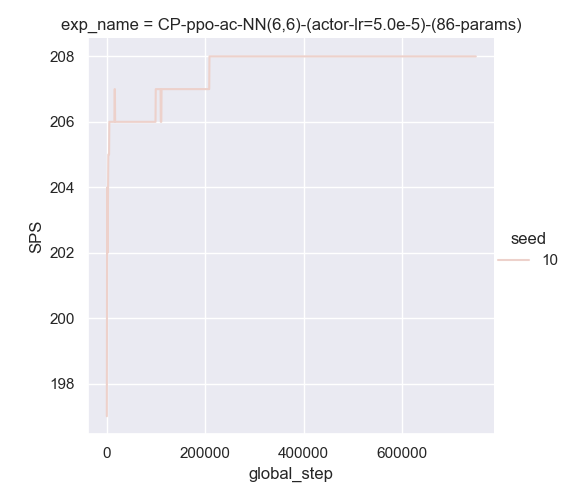 exp_name = CP-ppo-ac-NN(6,6)-(actor-lr=5.0e-5)-(86-params)
208
206
204
202
200
198
SPS
0
200000
400000
600000
global_step
seed
10